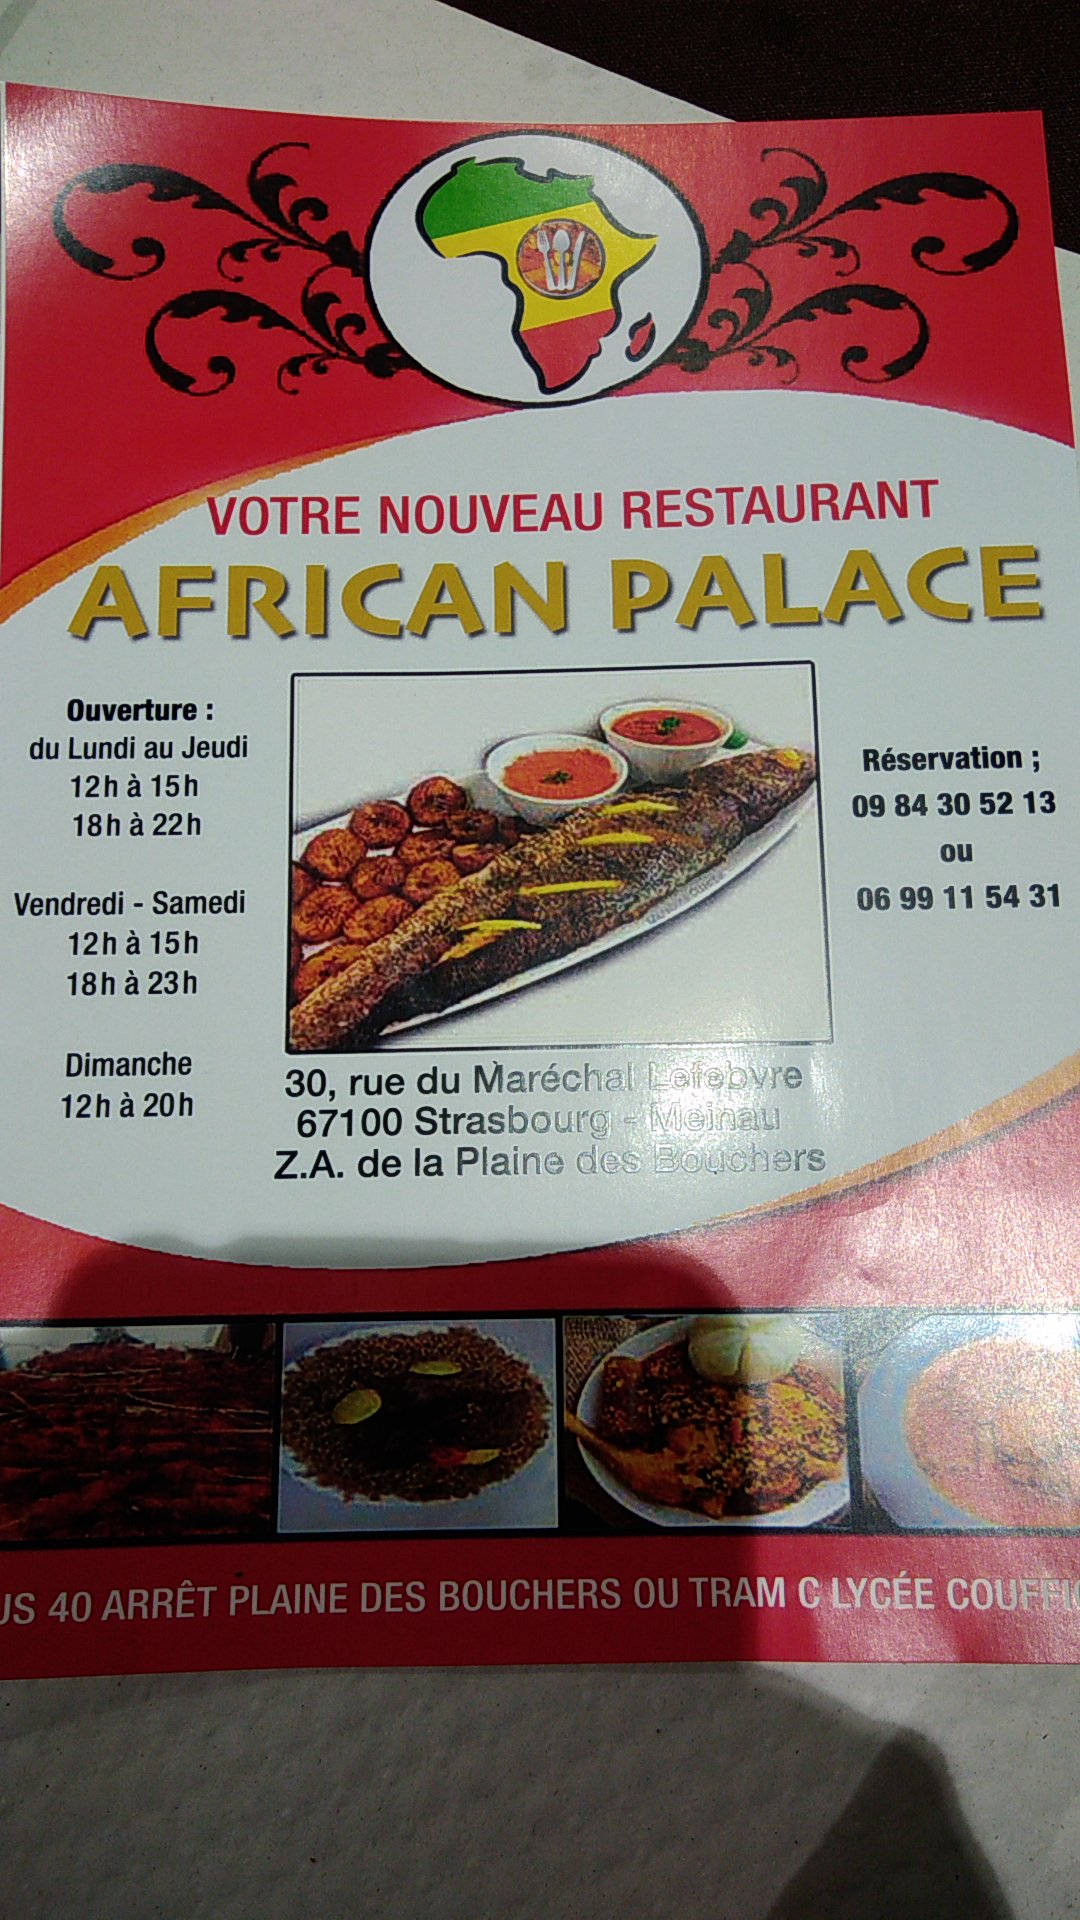 VOTRE NOUVEAU RESTAURANT
AFRICAN PALACE
Ouverture :
du Lundi au Jeudi
12h à 15h
18h à 22h
Vendredi - Samedi
12h à 15h
18h à 23h
Dimanche
12h à 20h
Réservation ;
09 84 30 52 13
ou
06 99 11 54 31
30, rue du Maréchal Lefebvre
67100 Strasbourg - Meinau
Z.A. de la Plaine des Bouchers
40 ARRÊT PLAINE DES BOUCHERS OU TRAM C LYCÉE